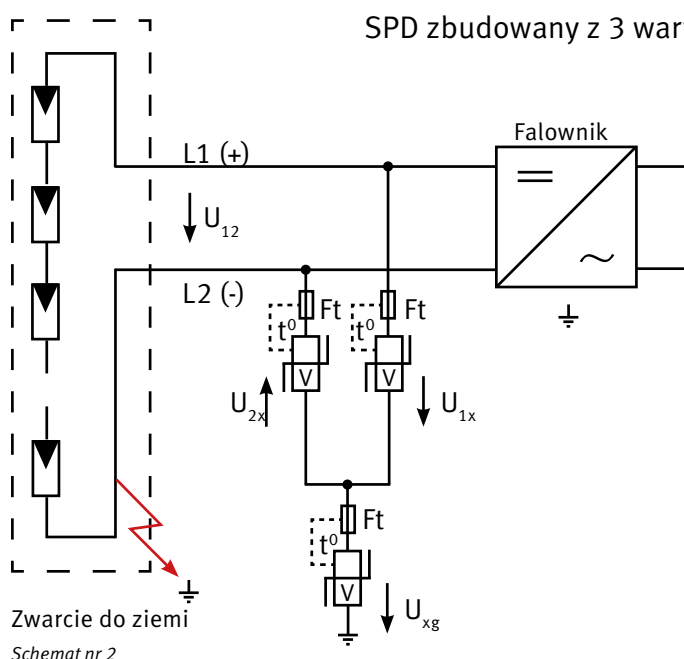 SPD zbudowany z 3 war
Falownik
L1 (+)
U12
L2 (-)
Ft
Ft
t0
t0
V
V
U2x
U1x
Ft
t0
V
Uxg
Zwarcie do ziemi
Schemat nr 2